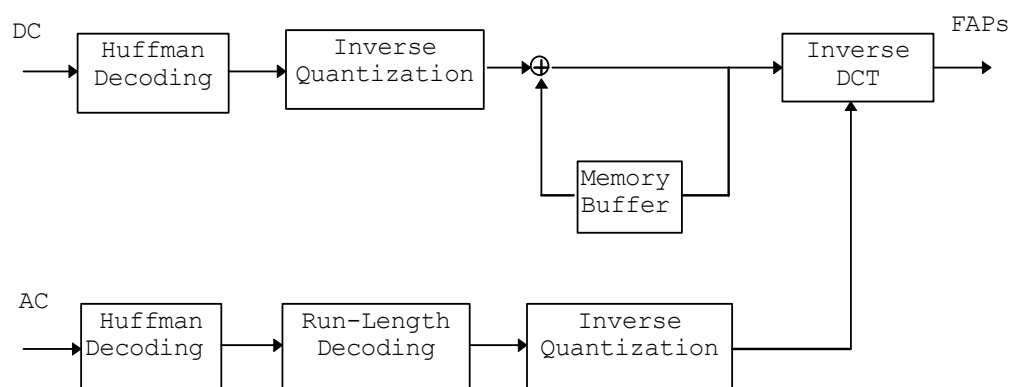 DC
Huffman
Decoding
Inverse
Quantization
Inverse
DCT
FAPs
Memory
Buffer
AC
Huffman
Decoding
Run-Length
Decoding
Inverse
Quantization